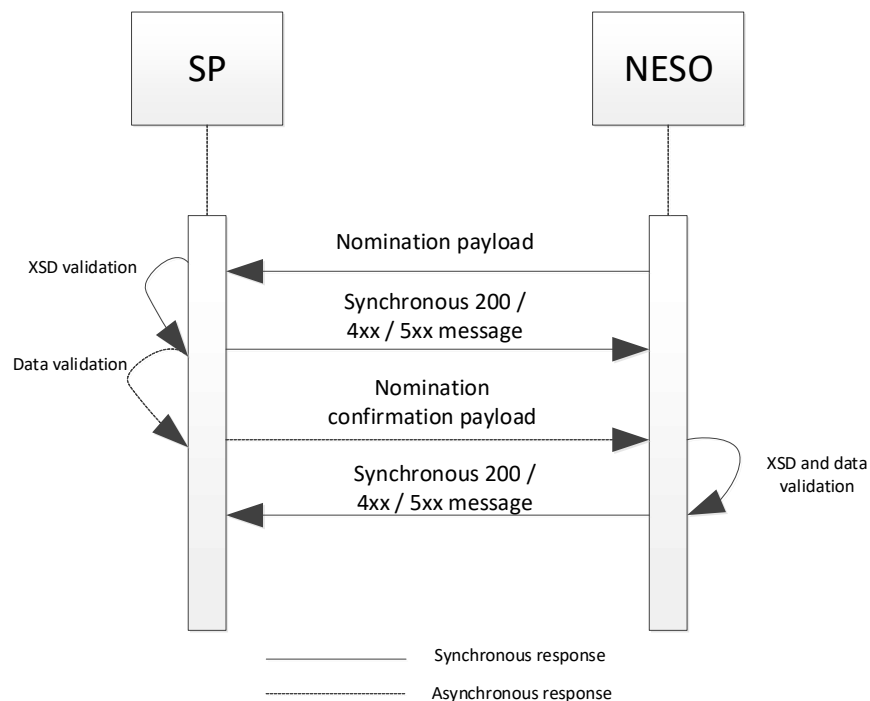 SP
NESO
Nomination payload
XSD validation
Synchronous 200 /
4xx / 5xx message
Data validation
Nomination
confirmation payload
XSD and data
validation
Synchronous 200 /
4xx / 5xx message
Synchronous response
Asynchronous response